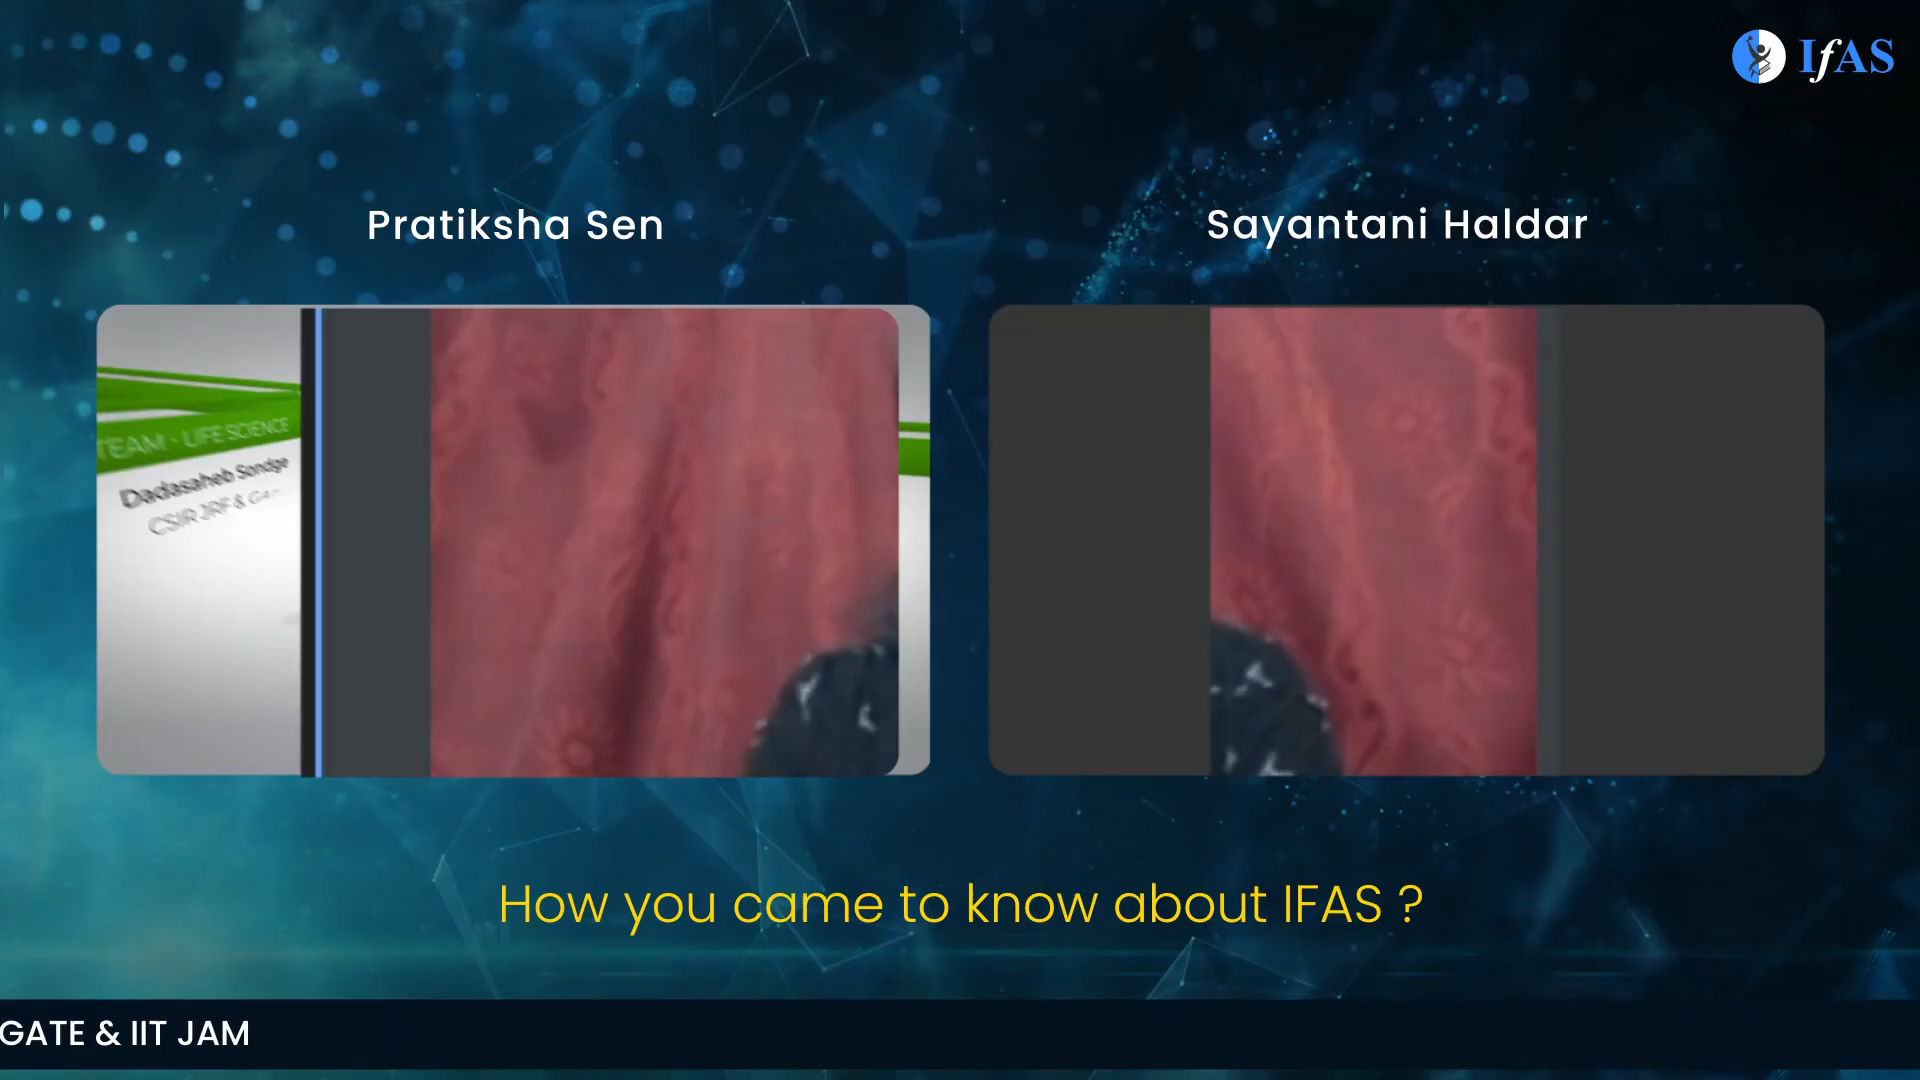 IfAS
Pratiksha Sen
Sayantani Haldar
TEAM - LIFE SCIENCE
Dadasaheb Sondge
CSIR JRF &
How you came to know about IFAS ?
GATE & IIT JAM